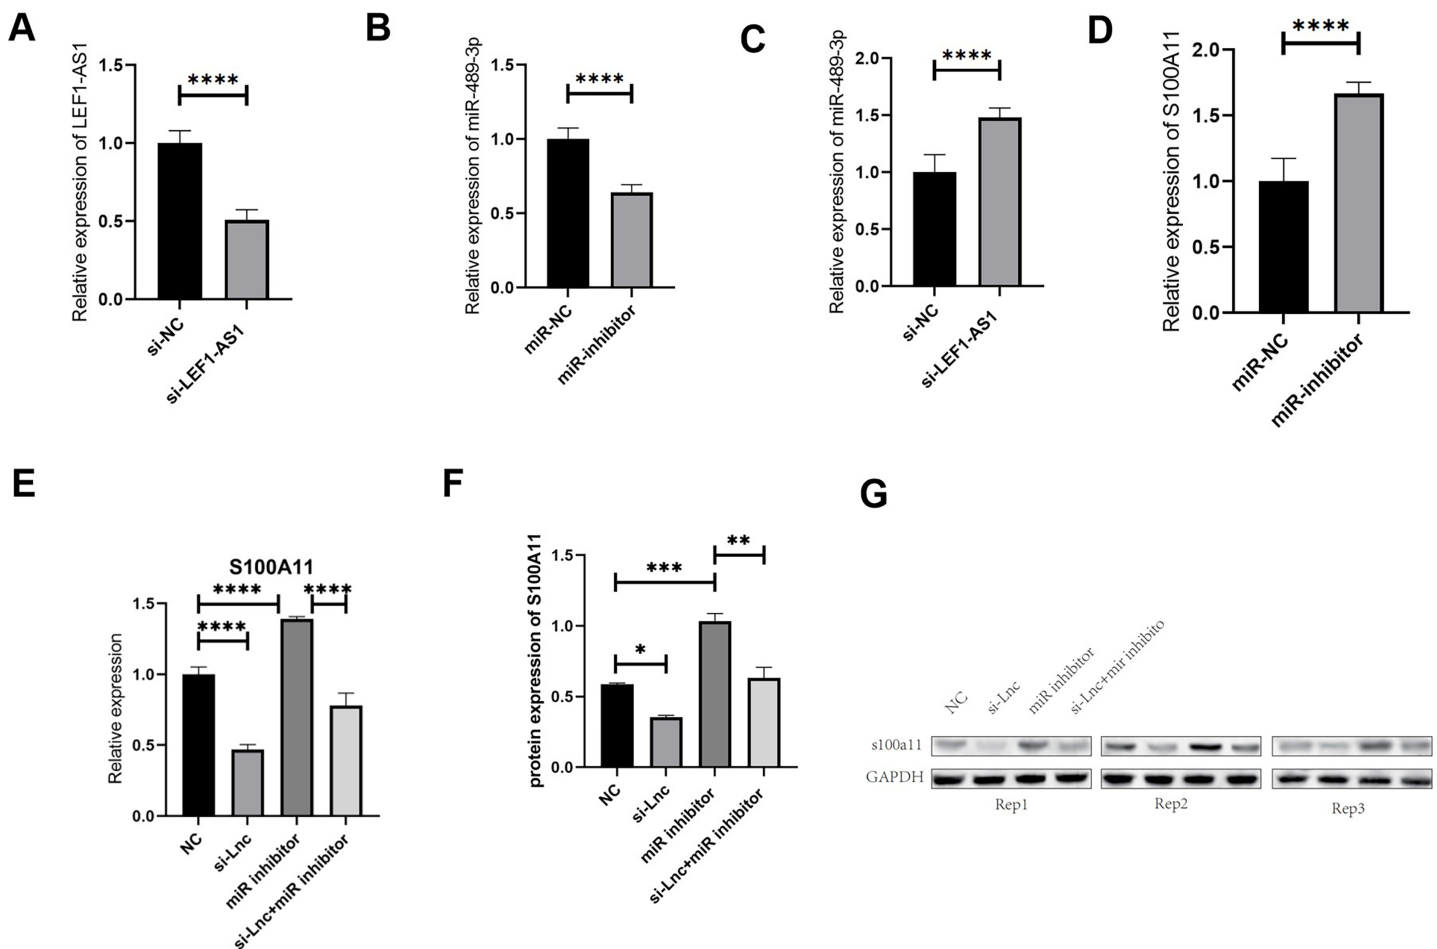 A
Relative expression of LEF1-AS1
1.5
1.0
0.5
0.0
****
si-NC
si-LEF1-AS1
B
Relative expression of miR-489-3p
1.5
1.0
0.5
0.0
****
miR-NC
miR-inhibitor
C
Relative expression of miR-489-3p
2.0
1.5
1.0
0.5
0.0
****
si-NC
si-LEF1-AS1
D
Relative expression of S100A11
2.0
1.5
1.0
0.5
0.0
****
miR-NC
miR-inhibitor
E
S100A11
Relative expression
1.5
1.0
0.5
0.0
**** ****
****
NC
si-Lnc
miR inhibitor
si-Lnc+miR inhibitor
F
protein expression of S100A11
1.5
1.0
0.5
0.0
**
***
*
NC
si-Lnc
miR inhibitor
si-Lnc+miR inhibitor
G
NC
si-Lnc
miR inhibitor
si-Lnc+mir inhibito
s100a11
GAPDH
Rep1 Rep2 Rep3